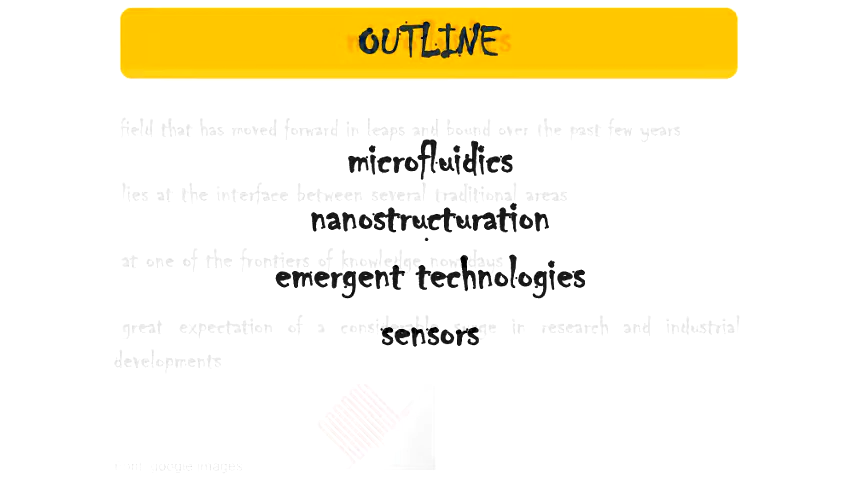 OUTLINE
field that has moved forward in leaps and bound over the past few years
microfluidics
lies at the interface between several traditional areas
nanostructuration
at one of the frontiers of knowledge nowadays
emergent technologies
great expectation of a in research and industrial
sensors
developments
google images